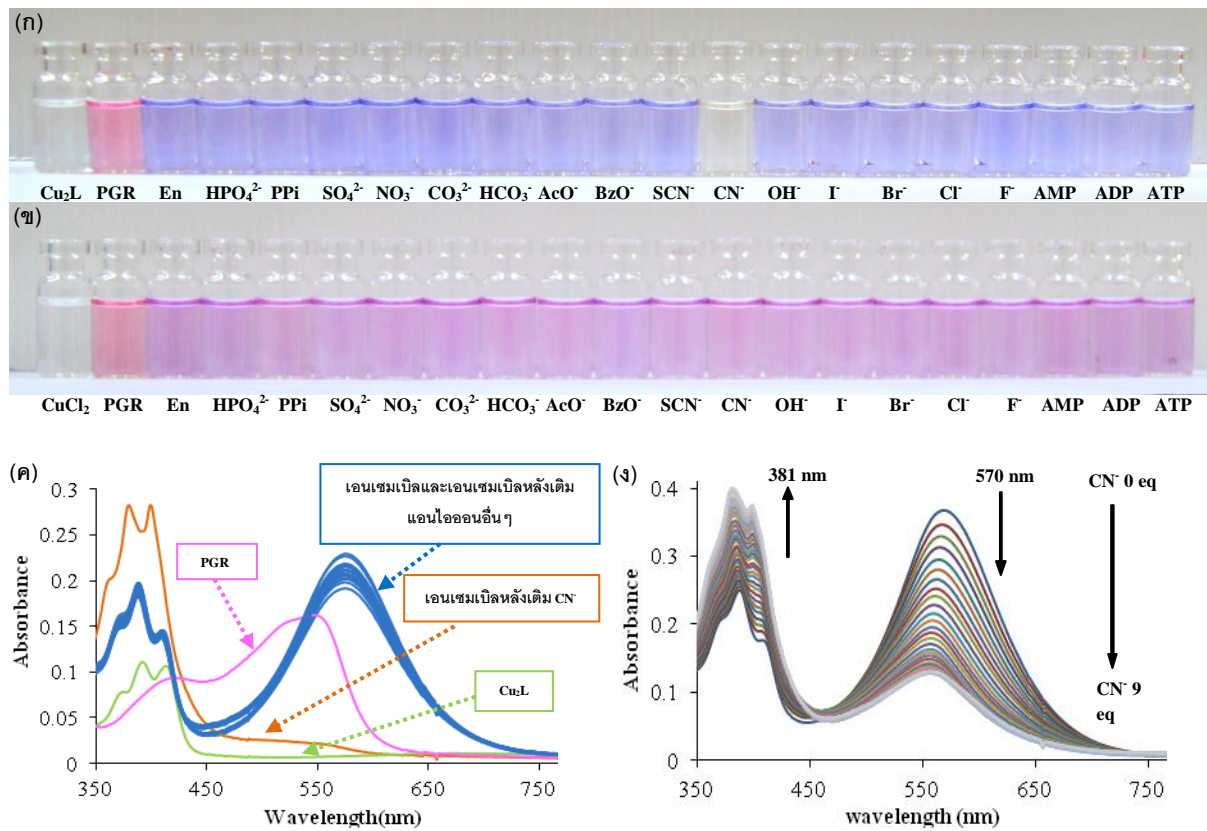 (ก)
Cu₂L PGR En HPO₄²⁻ PPi SO₄²⁻ NO₃⁻ CO₃²⁻ HCO₃⁻ AcO⁻ BzO⁻ SCN⁻ CN⁻ OH⁻ I⁻ Br⁻ Cl⁻ F⁻ AMP ADP ATP
(ข)
CuCl₂ PGR En HPO₄²⁻ PPi SO₄²⁻ NO₃⁻ CO₃²⁻ HCO₃⁻ AcO⁻ BzO⁻ SCN⁻ CN⁻ OH⁻ I⁻ Br⁻ Cl⁻ F⁻ AMP ADP ATP
(ค)
0.3
0.25
0.2
0.15
0.1
0.05
0
Absorbance
350 450 550 650 750
Wavelength(nm)
PGR
เอนเซมเบิลและเอนเซมเบิลหลังเติม
แอนไอออนอื่นๆ
เอนเซมเบิลหลังเติม CN⁻
Cu₂L
(ง)
0.4
0.3
0.2
0.1
0
Absorbance
350 450 550 650 750
wavelength (nm)
381 nm
570 nm
CN⁻ 0 eq
CN⁻ 9
eq